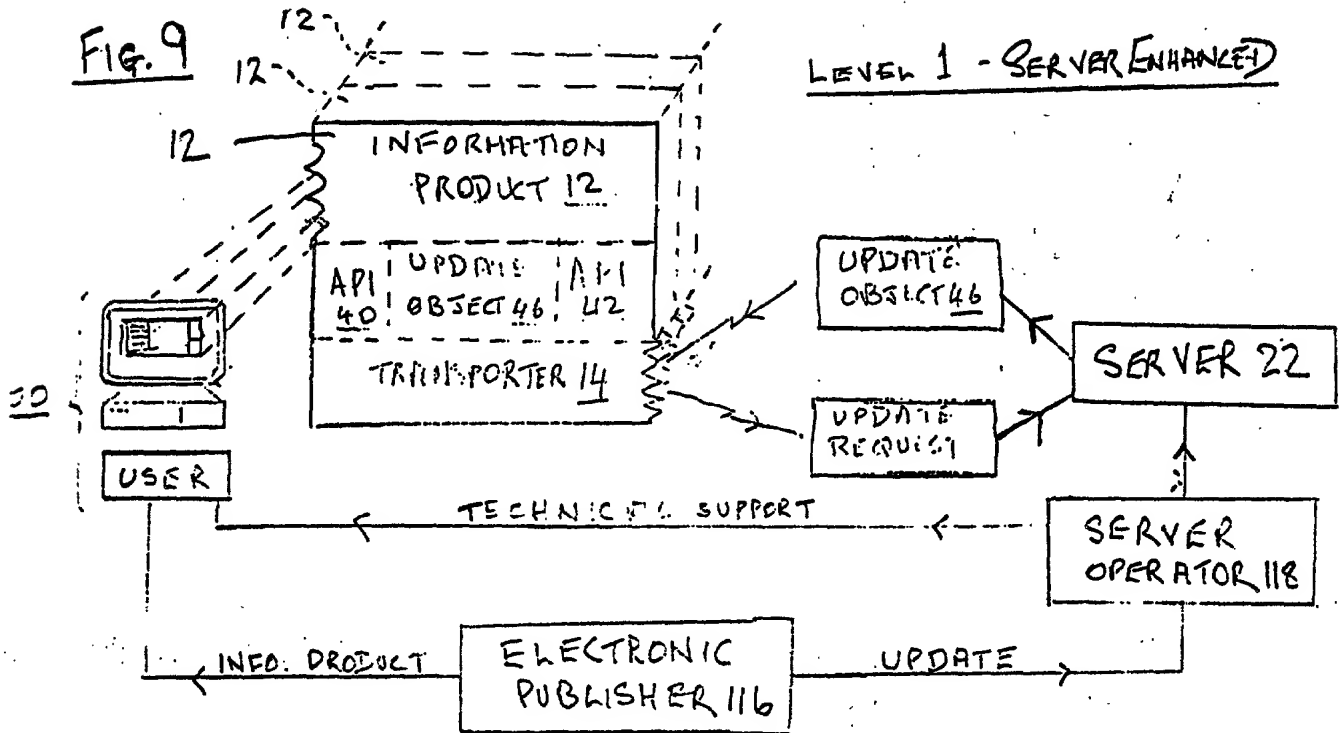 FIG. 9
LEVEL 1 - SERVER ENHANCED
12
12
12
INFORMATION
PRODUCT 12
API
40
UPDATE
OBJECT 46
API
42
TRANSPORTER 14
UPDATE
OBJECT 46
UPDATE
REQUEST
SERVER 22
USER
TECHNICAL SUPPORT
SERVER
OPERATOR 118
INFO. PRODUCT
ELECTRONIC
PUBLISHER 116
UPDATE